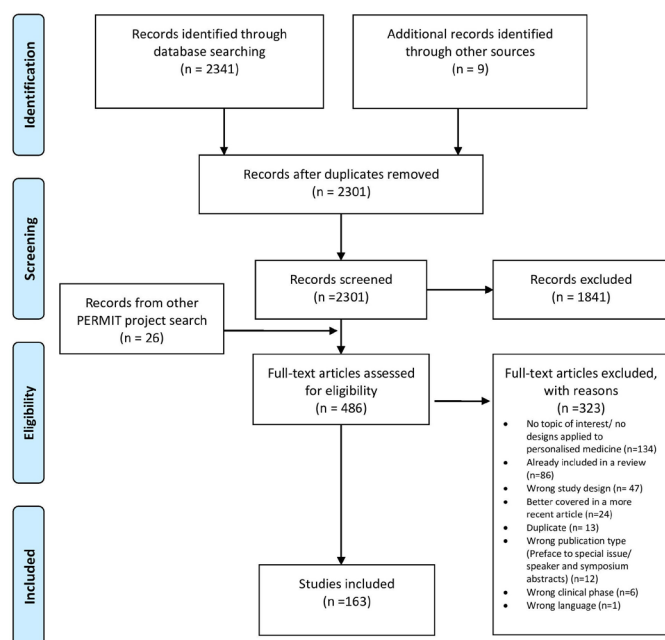 Identification
Records identified through
database searching
(n = 2341)
Additional records identified
through other sources
(n = 9)
Records after duplicates removed
(n = 2301)
Screening
Records screened
(n =2301)
Records excluded
(n = 1841)
Records from other
PERMIT project search
(n = 26)
Eligibility
Full-text articles assessed
for eligibility
(n = 486)
Full-text articles excluded,
with reasons
(n =323)
• No topic of interest/ no
designs applied to
personalised medicine (n=134)
• Already included in a review
(n=86)
• Wrong study design (n= 47)
• Better covered in a more
recent article (n=24)
• Duplicate (n= 13)
• Wrong publication type
(Preface to special issue/
speaker and symposium
abstracts) (n=12)
• Wrong clinical phase (n=6)
• Wrong language (n=1)
Included
Studies included
(n =163)